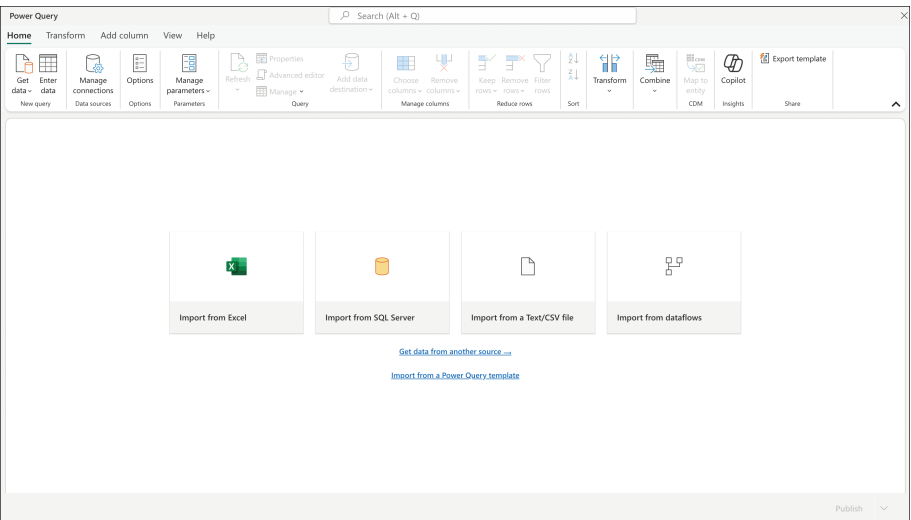 Power Query
Search (Alt + Q)
Home Transform Add column View Help
Get data
Enter data
New query
Manage connections
Data sources
Options
Options
Manage parameters
Parameters
Refresh
Properties
Advanced editor
Manage
Add data destination
Query
Choose columns
Remove columns
Manage columns
Keep rows
Remove rows
Filter rows
Reduce rows
A
Z
Z
A
Sort
Transform
Combine
CDM
Map to entity
CDM
Copilot
Insights
Export template
Share
Import from Excel
Import from SQL Server
Import from a Text/CSV file
Import from dataflows
Get data from another source →
Import from a Power Query template
Publish